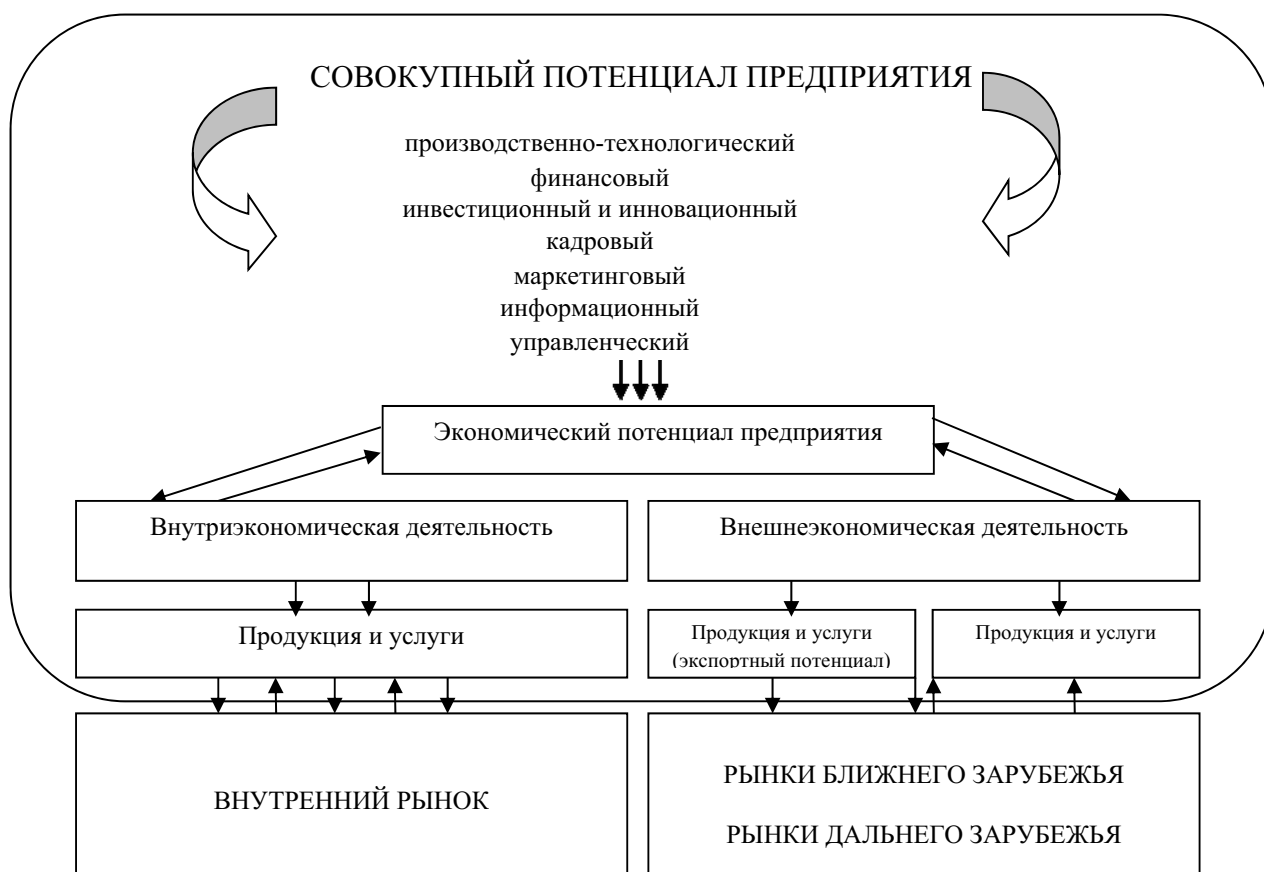 СОВОКУПНЫЙ ПОТЕНЦИАЛ ПРЕДПРИЯТИЯ
производственно-технологический
финансовый
инвестиционный и инновационный
кадровый
маркетинговый
информационный
управленческий
Экономический потенциал предприятия
Внутриэкономическая деятельность
Внешнеэкономическая деятельность
Продукция и услуги
Продукция и услуги
(экспортный потенциал)
Продукция и услуги
ВНУТРЕННИЙ РЫНОК
РЫНКИ БЛИЖНЕГО ЗАРУБЕЖЬЯ
РЫНКИ ДАЛЬНЕГО ЗАРУБЕЖЬЯ